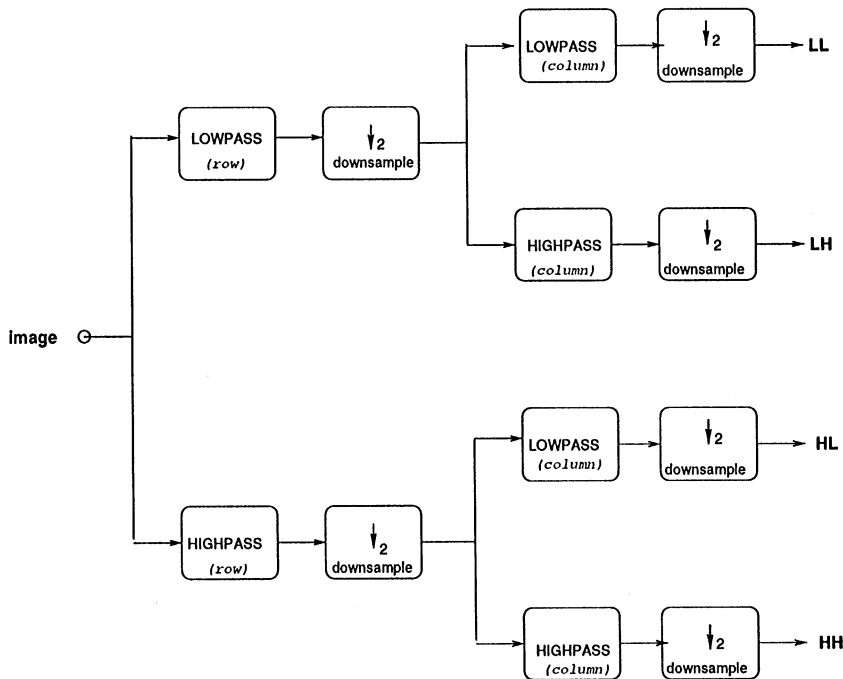 LOWPASS
(column)
↓2
downsample
LL
LOWPASS
(row)
↓2
downsample
HIGHPASS
(column)
↓2
downsample
LH
image
LOWPASS
(column)
↓2
downsample
HL
HIGHPASS
(row)
↓2
downsample
HIGHPASS
(column)
↓2
downsample
HH